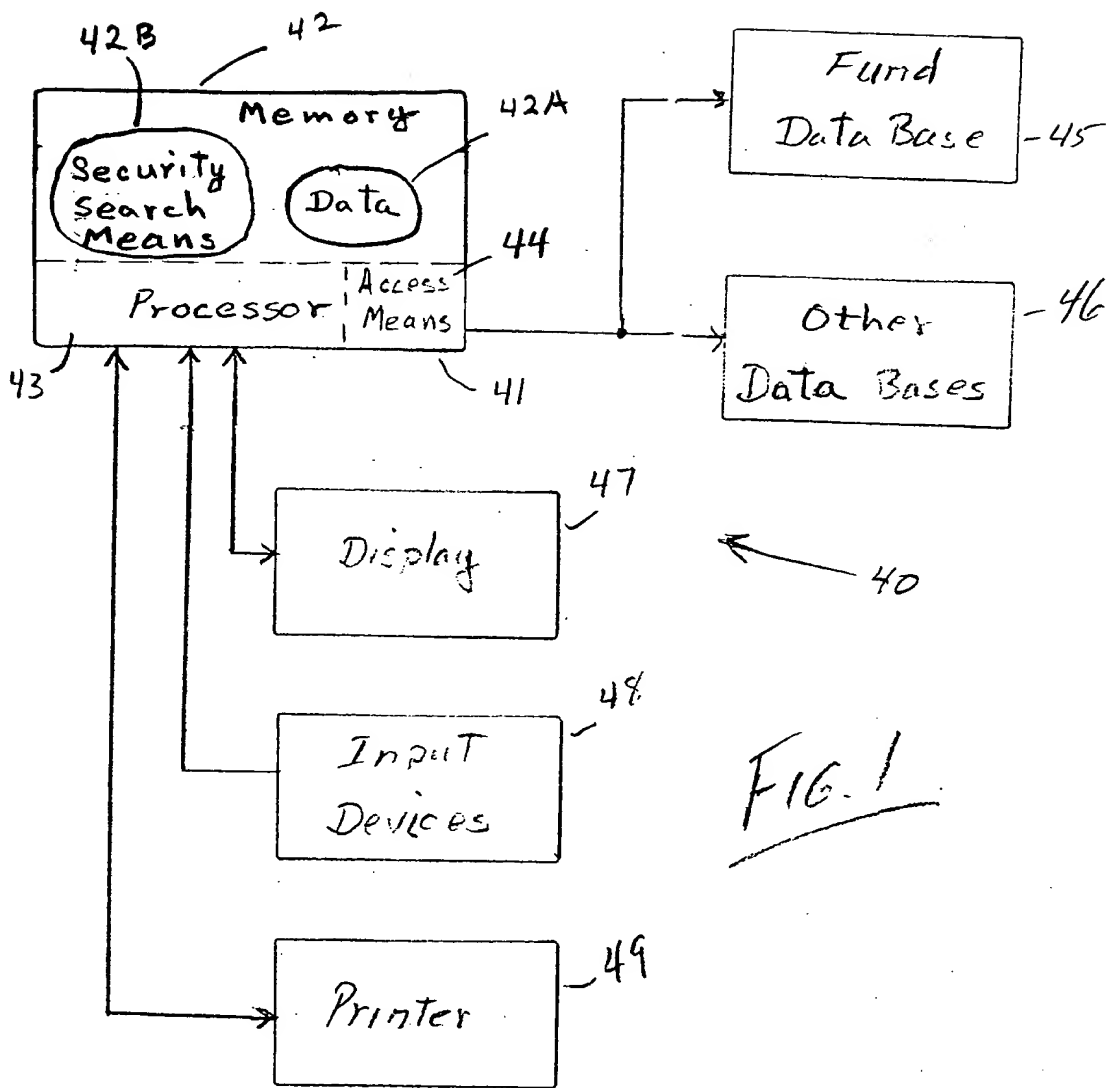 42B
42
Memory
42A
Security
Search
Means
Data
44
Processor
Access
Means
43
41
Fund
Data Base
45
Other
Data Bases
46
Display
47
40
Input
Devices
48
FIG. 1
Printer
49